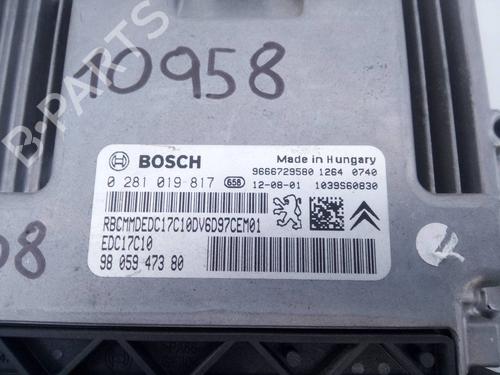 10958
B-PARTS
BOSCH
Made in Hungary
9666729580 1264 0740
0 281 019 817 65B 12-08-01 1039S60830
RBCMMDEDC17C10DV6D97CEM01
EDC17C10
98 059 473 80
08